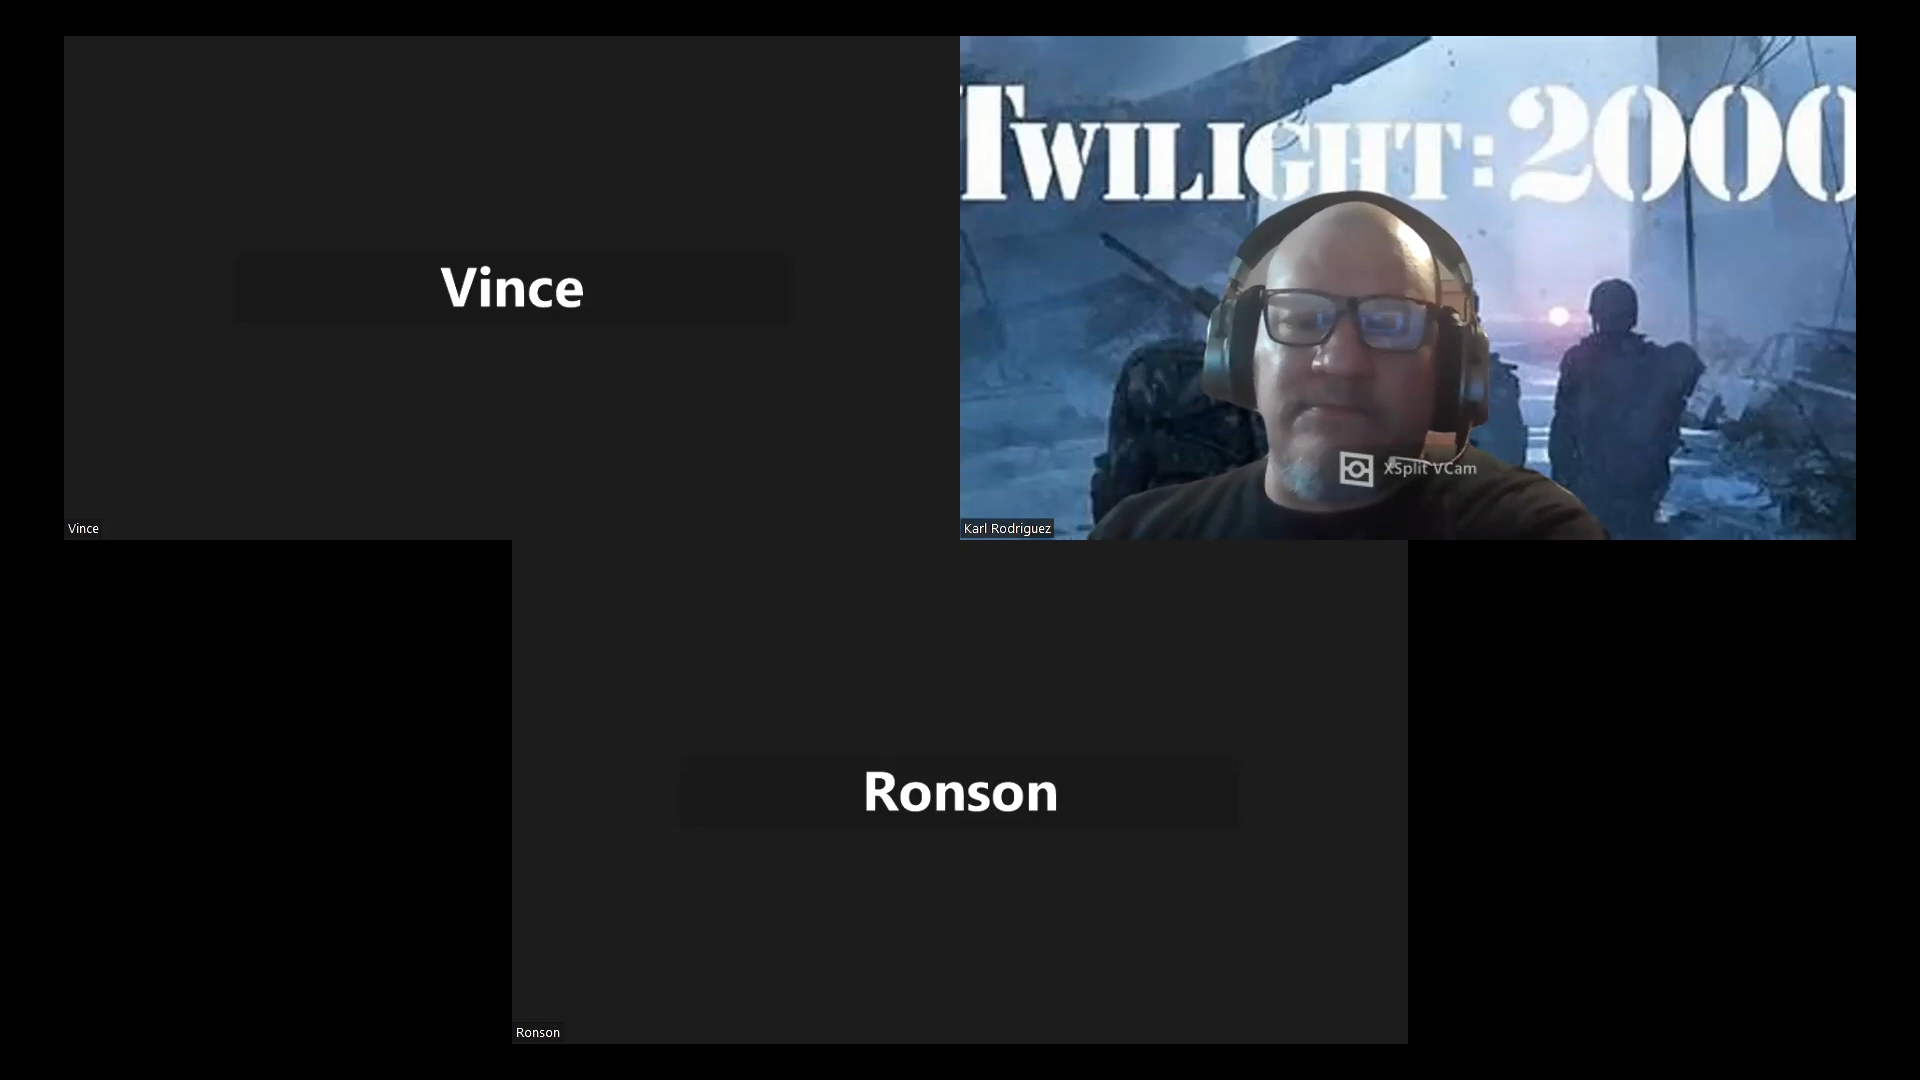 Twilight: 2000
Vince
XSplit VCam
Vince
Karl Rodriguez
Ronson
Ronson